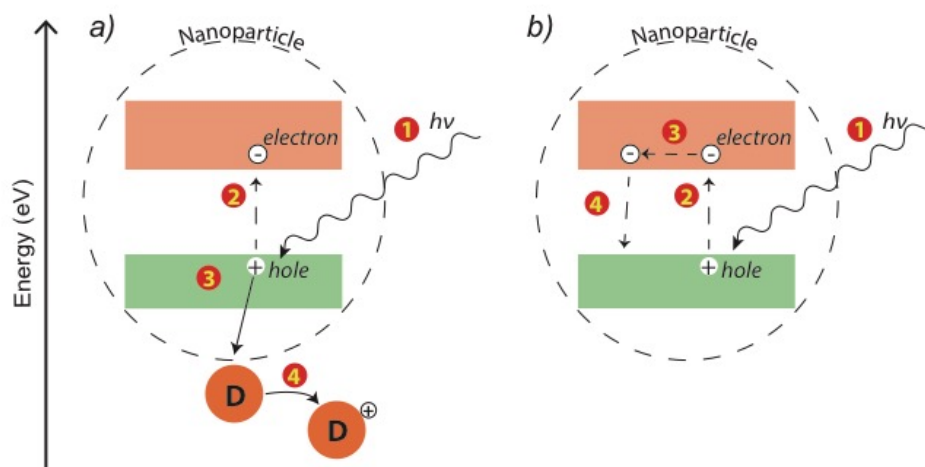 Energy (eV)
a)
Nanoparticle
1
hν
electron
-
2
3
+
hole
D
4
D
+
b)
Nanoparticle
1
hν
3
electron
-
-
4
2
+
hole